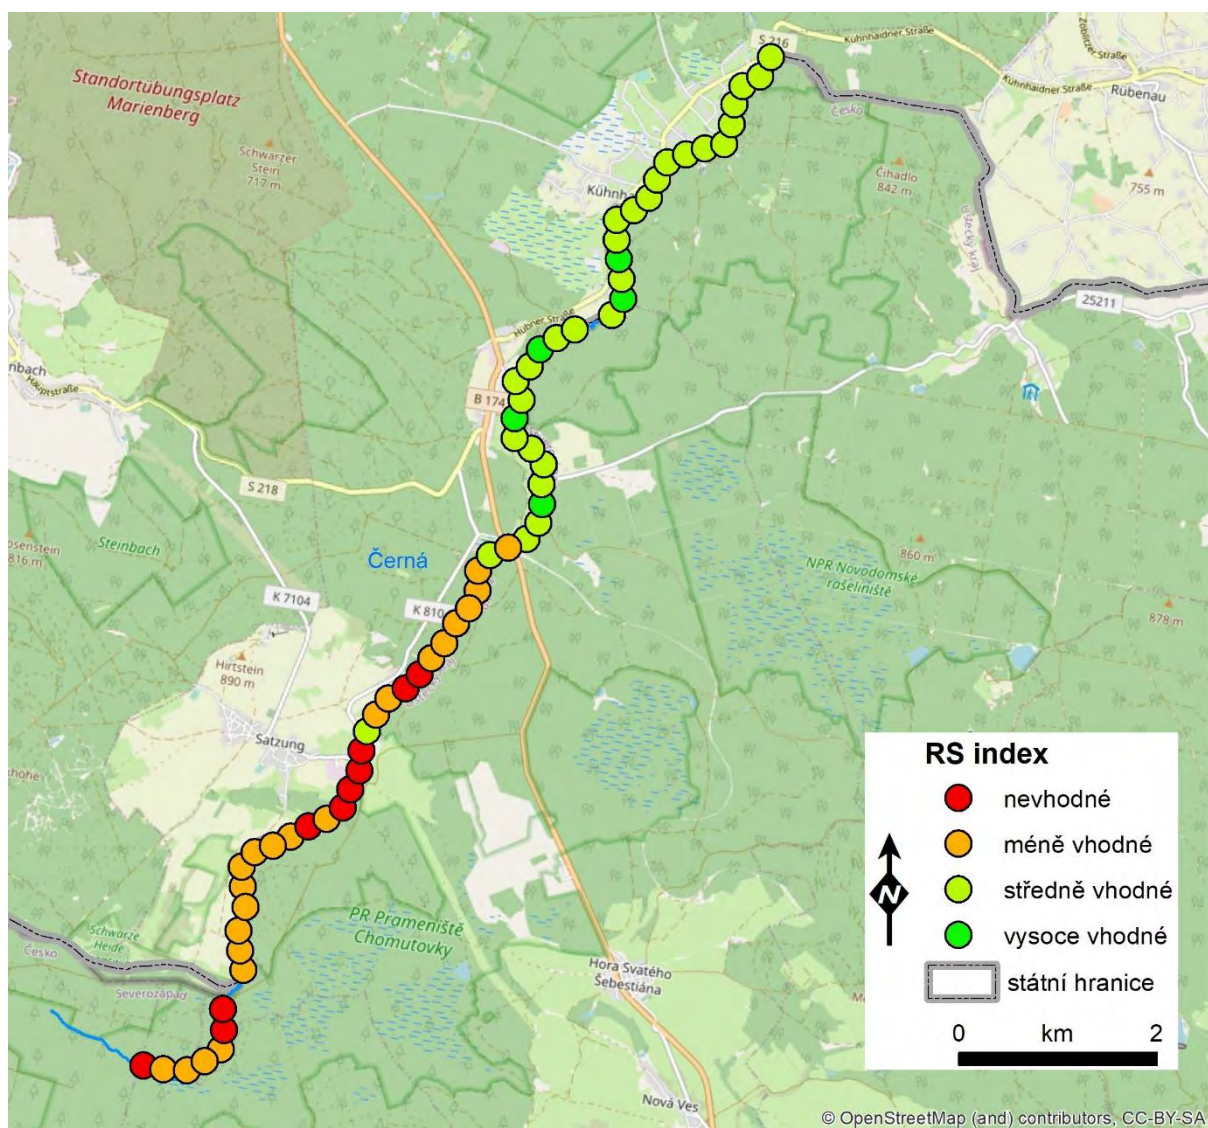 S 216
Kühnhaidner Straße
Zöblitzer Straße
Kühnhaidner Straße
Rübenau
Standortübungsplatz
Marienberg
Česko
Schwarzer
Stein
717 m
Čihadlo
842 m
755 m
Kühnh
Ústecký kraj
25211
Hübner Straße
nbach
Hauptstraße
B 174
S 218
Steinbach
osenstein
816 m
860 m
NPR Novodomské
rašeliniště
Černá
K 7104
K 810
878 m
Hirtstein
890 m
Satzung
xhöhe
RS index
nevhodné
méně vhodné
středně vhodné
vysoce vhodné
státní hranice
N
0 km 2
PR Prameniště
Chomutovky
Schwarze
Heide
Česko
Severozápad
Hora Svatého
Šebestiána
Nová Ves
© OpenStreetMap (and) contributors, CC-BY-SA